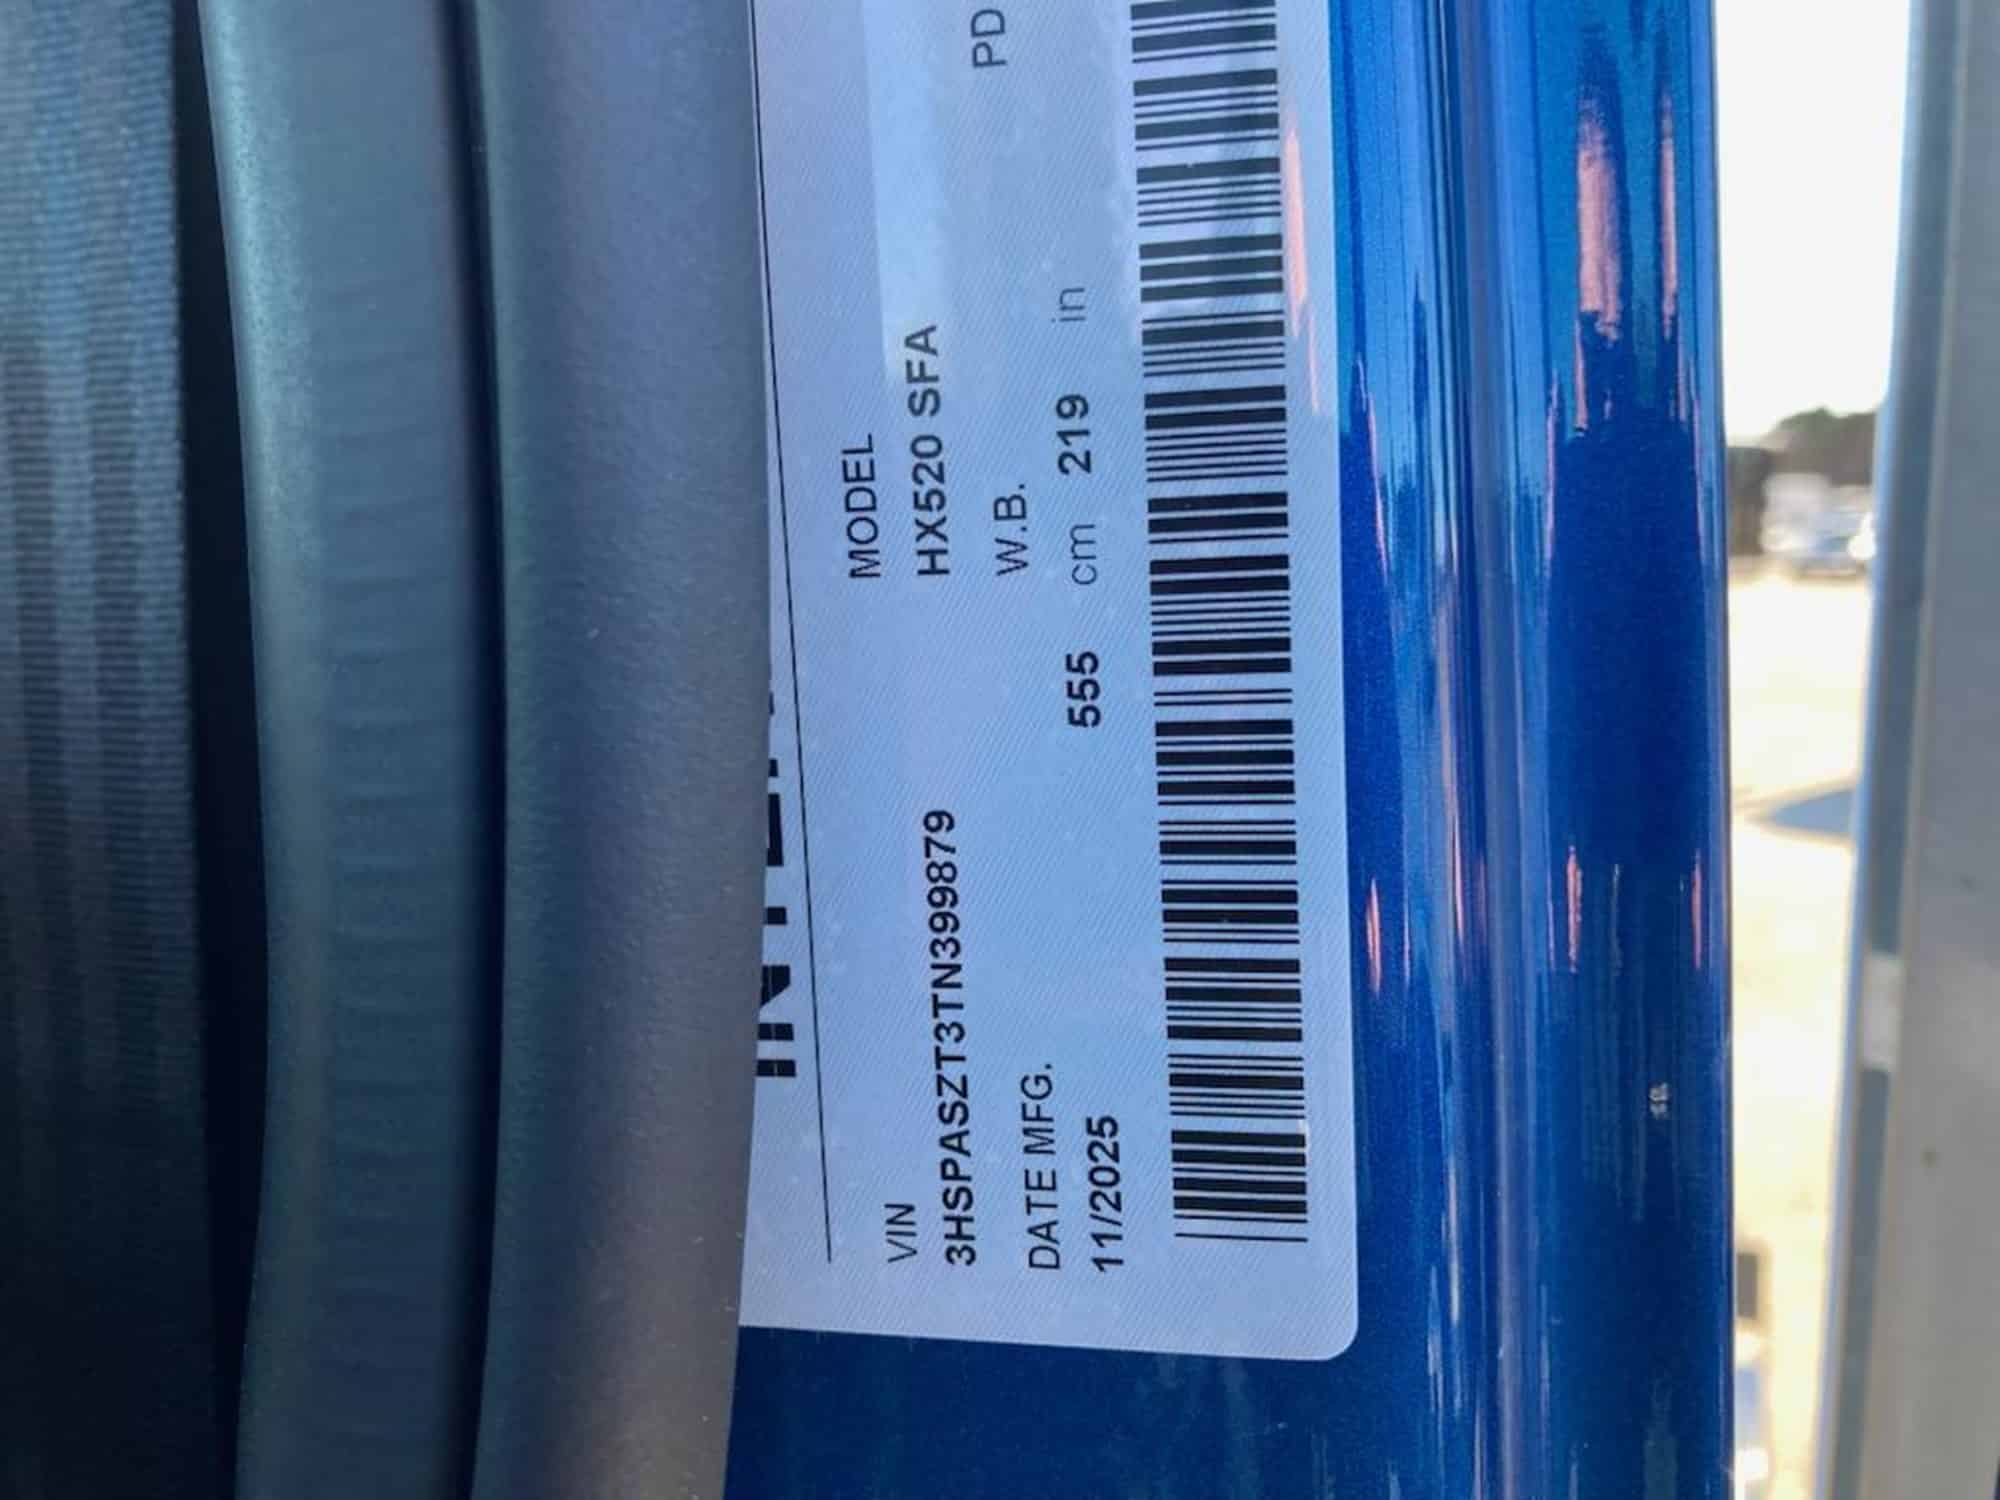 VIN
3HSPASZT3TN399879
MODEL
HX520 SFA
DATE MFG.
11/2025
W.B.
555 cm 219 in
PD